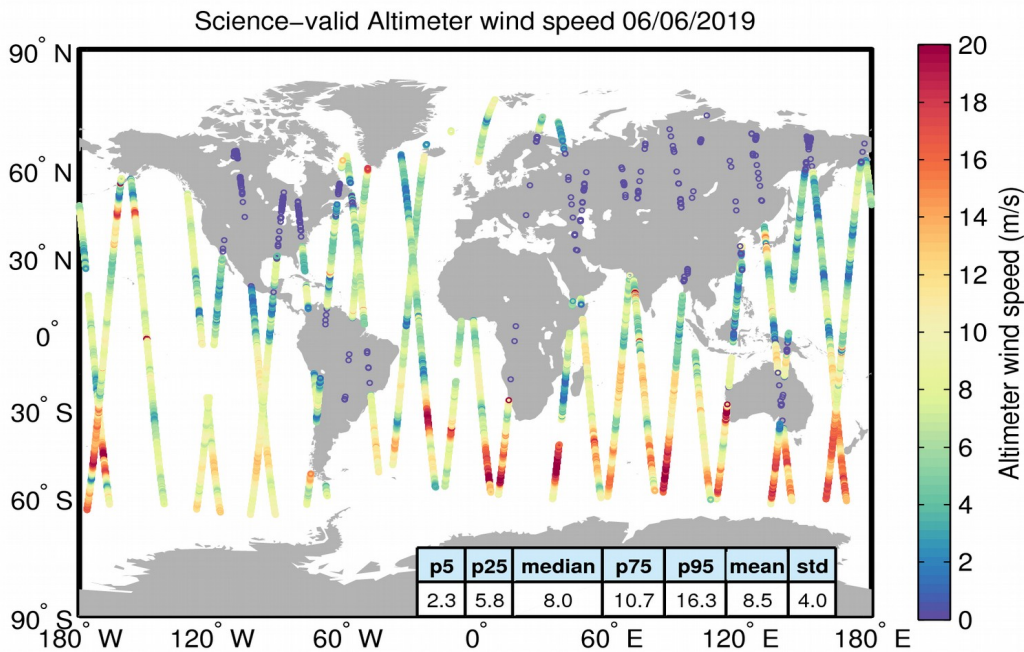 Science−valid Altimeter wind speed 06/06/2019
90° N
60° N
30° N
0°
30° S
60° S
90° S
180° W 120° W 60° W 0° 60° E 120° E 180° E
p5 p25 median p75 p95 mean std
2.3 5.8 8.0 10.7 16.3 8.5 4.0
20
18
16
14
12
10
8
6
4
2
0
Altimeter wind speed (m/s)